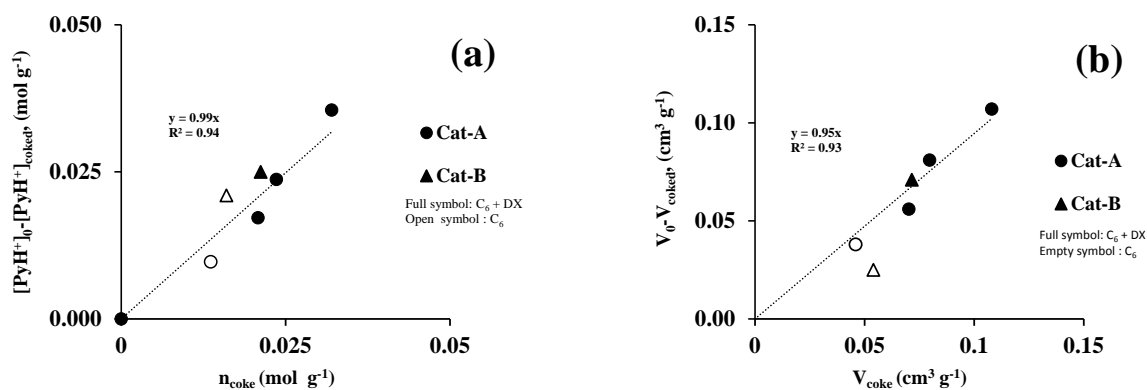 0.050
(a)
y = 0.99x
R² = 0.94
Cat-A
0.025
Cat-B
Full symbol: C₆ + DX
Open symbol : C₆
0.000
0
0.025
0.05
[PyH⁺]₀-[PyH⁺]coked, (mol g⁻¹)
ncoke (mol g⁻¹)
0.15
(b)
y = 0.95x
R² = 0.93
0.10
Cat-A
Cat-B
0.05
Full symbol: C₆ + DX
Empty symbol : C₆
0.00
0
0.05
0.1
0.15
V₀-Vcoked, (cm³ g⁻¹)
Vcoke (cm³ g⁻¹)